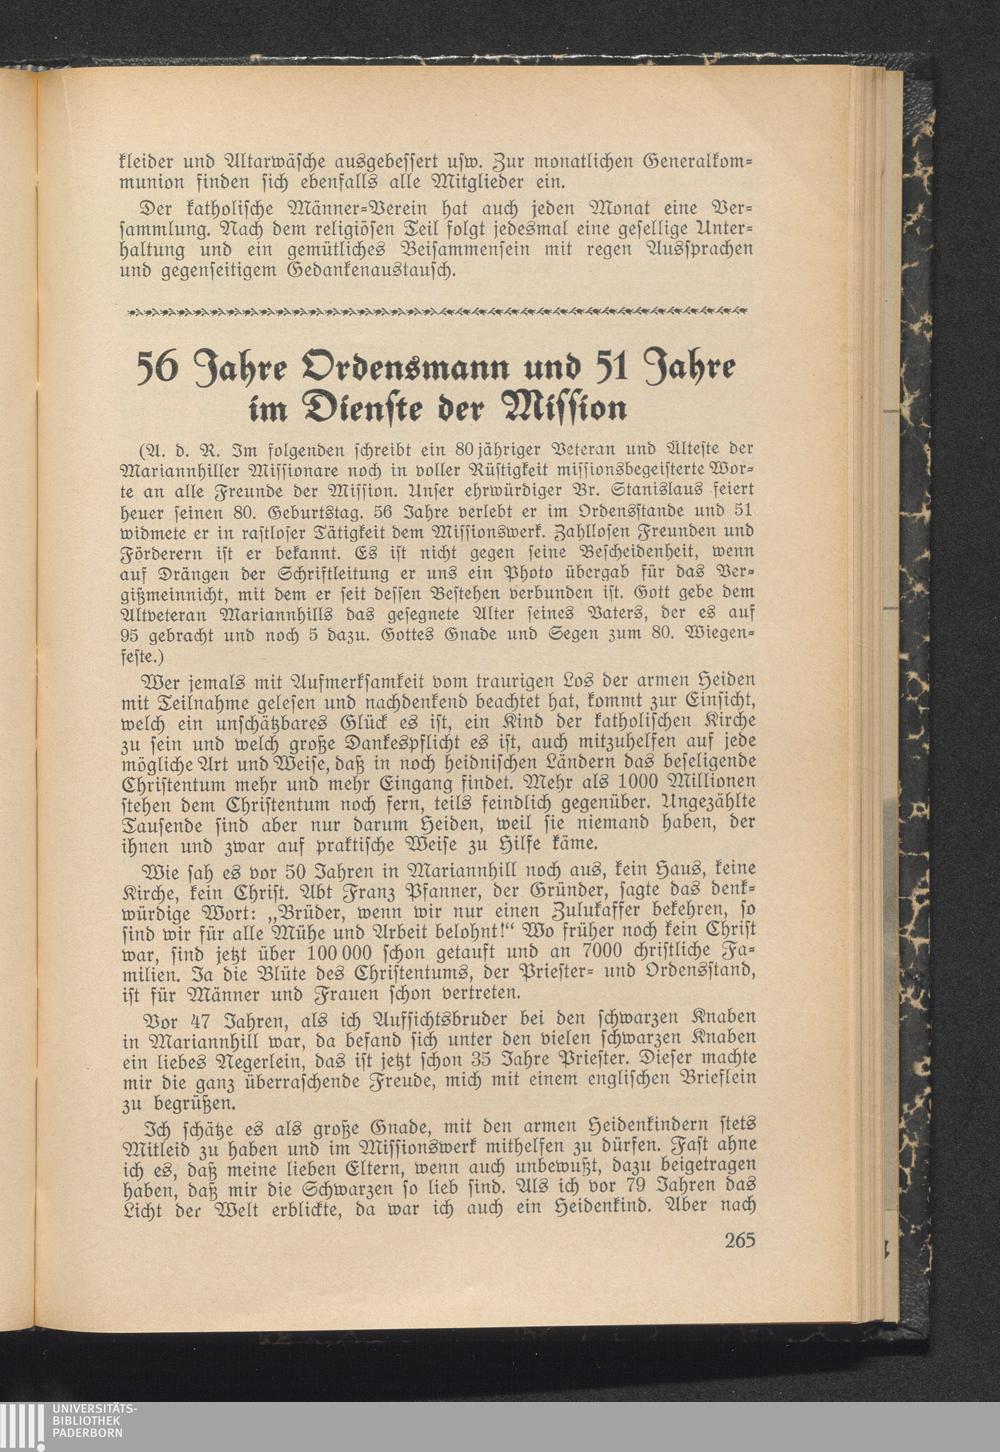 kleider und Altarwäsche ausgebessert usw. Zur monatlichen Generalkom-
munion finden sich ebenfalls alle Mitglieder ein.
Der katholische Männer-Verein hat auch jeden Monat eine Ver-
sammlung. Nach dem religiösen Teil folgt jedesmal eine gesellige Unter-
haltung und ein gemütliches Beisammensein mit regen Aussprachen
und gegenseitigem Gedankenaustausch.
56 Jahre Ordensmann und 51 Jahre
im Dienste der Mission
(A. d. R. Im folgenden schreibt ein 80jähriger Veteran und Älteste der
Mariannhiller Missionare noch in voller Rüstigkeit missionsbegeisterte Wor-
te an alle Freunde der Mission. Unser ehrwürdiger Br. Stanislaus feiert
heuer seinen 80. Geburtstag. 56 Jahre verlebt er im Ordensstande und 51
widmete er in rastloser Tätigkeit dem Missionswerk. Zahllosen Freunden und
Förderern ist er bekannt. Es ist nicht gegen seine Bescheidenheit, wenn
auf Drängen der Schriftleitung er uns ein Photo übergab für das Ver-
gißmeinnicht, mit dem er seit dessen Bestehen verbunden ist. Gott gebe dem
Altveteran Mariannhills das gesegnete Alter seines Vaters, der es auf
95 gebracht und noch 5 dazu. Gottes Gnade und Segen zum 80. Wiegen-
feste.)
Wer jemals mit Aufmerksamkeit vom traurigen Los der armen Heiden
mit Teilnahme gelesen und nachdenkend beachtet hat, kommt zur Einsicht,
welch ein unschätzbares Glück es ist, ein Kind der katholischen Kirche
zu sein und welch große Dankespflicht es ist, auch mitzuhelfen auf jede
mögliche Art und Weise, daß in noch heidnischen Ländern das beseligende
Christentum mehr und mehr Eingang findet. Mehr als 1000 Millionen
stehen dem Christentum noch fern, teils feindlich gegenüber. Ungezählte
Tausende sind aber nur darum Heiden, weil sie niemand haben, der
ihnen und zwar auf praktische Weise zu Hilfe käme.
Wie sah es vor 50 Jahren in Mariannhill noch aus, kein Haus, keine
Kirche, kein Christ. Abt Franz Pfanner, der Gründer, sagte das denk-
würdige Wort: „Brüder, wenn wir nur einen Zulukaffer bekehren, so
sind wir für alle Mühe und Arbeit belohnt!“ Wo früher noch kein Christ
war, sind jetzt über 100 000 schon getauft und an 7000 christliche Fa-
milien. Ja die Blüte des Christentums, der Priester- und Ordensstand,
ist für Männer und Frauen schon vertreten.
Vor 47 Jahren, als ich Aufsichtsbruder bei den schwarzen Knaben
in Mariannhill war, da befand sich unter den vielen schwarzen Knaben
ein liebes Negerlein, das ist jetzt schon 35 Jahre Priester. Dieser machte
mir die ganz überraschende Freude, mich mit einem englischen Brieflein
zu begrüßen.
Ich schätze es als große Gnade, mit den armen Heidenkindern stets
Mitleid zu haben und im Missionswerk mithelfen zu dürfen. Fast ahne
ich es, daß meine lieben Eltern, wenn auch unbewußt, dazu beigetragen
haben, daß mir die Schwarzen so lieb sind. Als ich vor 79 Jahren das
Licht der Welt erblickte, da war ich auch ein Heidenkind. Aber nach
265
UNIVERSITÄTS-
BIBLIOTHEK
PADERBORN